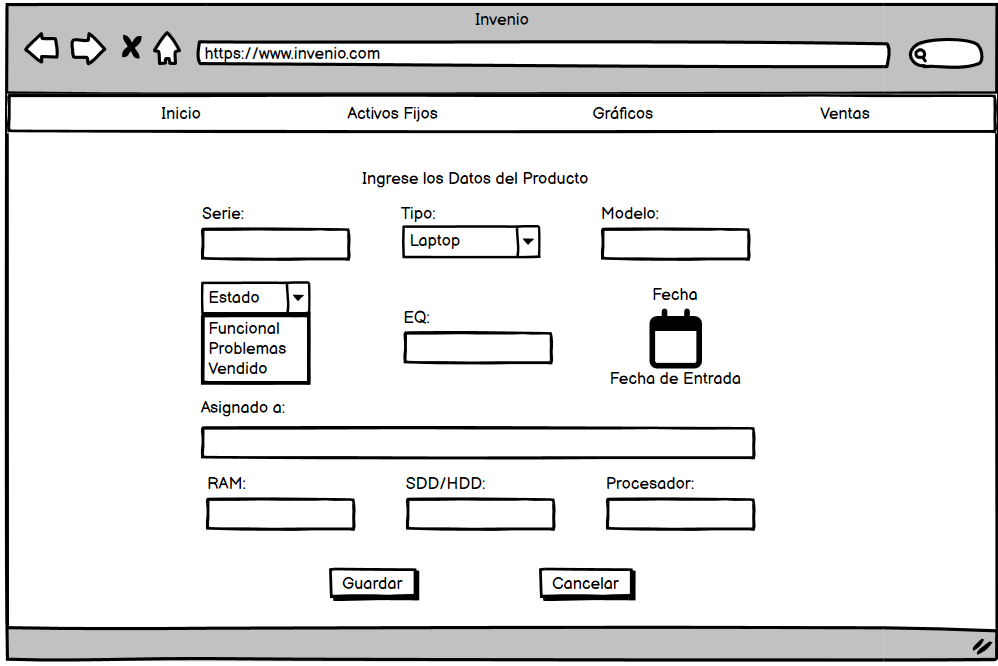 Invenio
https://www.invenio.com
Inicio Activos Fijos Gráficos Ventas
Ingrese los Datos del Producto
Serie: Tipo: Modelo:
Laptop
Estado
Fecha
Funcional
Problemas
Vendido
EQ:
Fecha de Entrada
Asignado a:
RAM: SDD/HDD: Procesador:
Guardar Cancelar